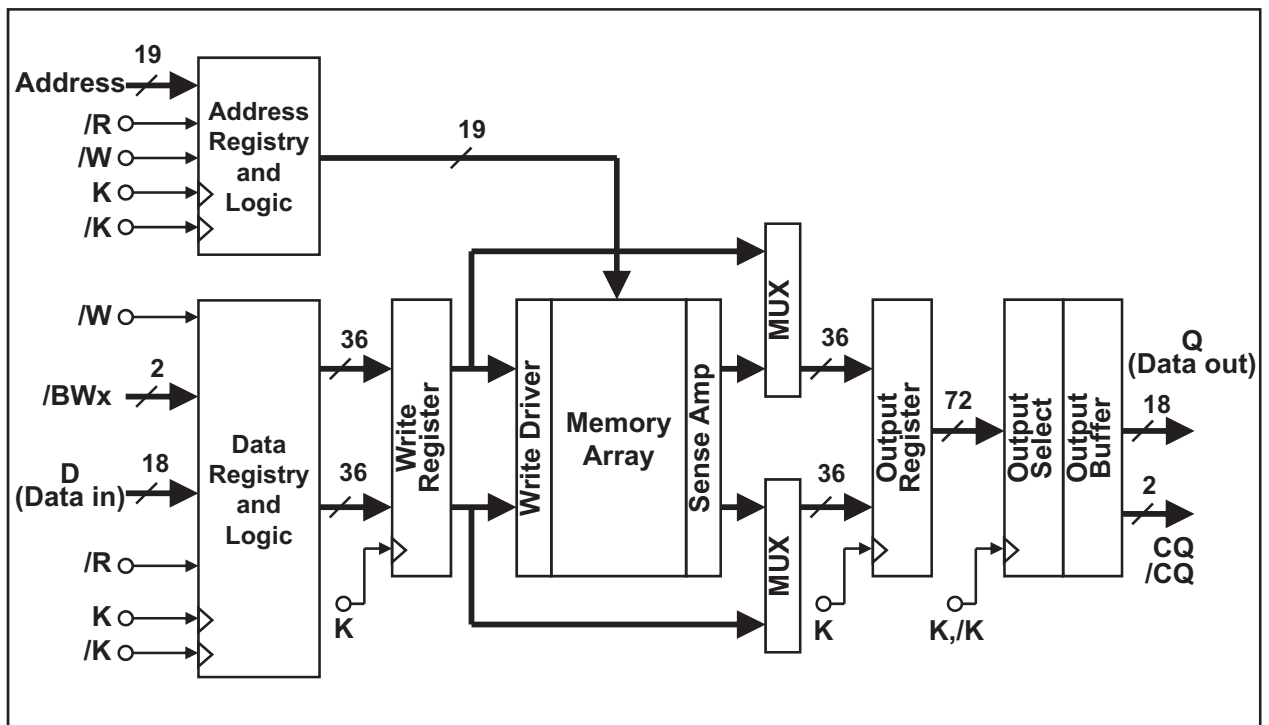 19
Address
/R
/W
K
/K
Address
Registry
and
Logic
19
/W
2
/BWx
18
D
(Data in)
/R
K
/K
Data
Registry
and
Logic
36
36
Write
Register
K
Write Driver
Memory
Array
Sense Amp
MUX
MUX
36
36
Output
Register
K
72
Output
Select
Output
Buffer
K,/K
Q
(Data out)
18
2
CQ
/CQ